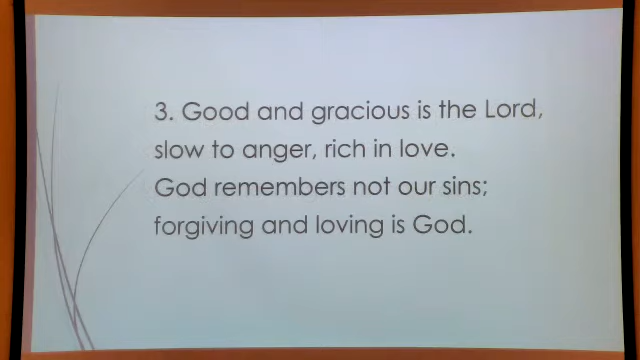 3. Good and gracious is the Lord,
slow to anger, rich in love.
God remembers not our sins;
forgiving and loving is God.